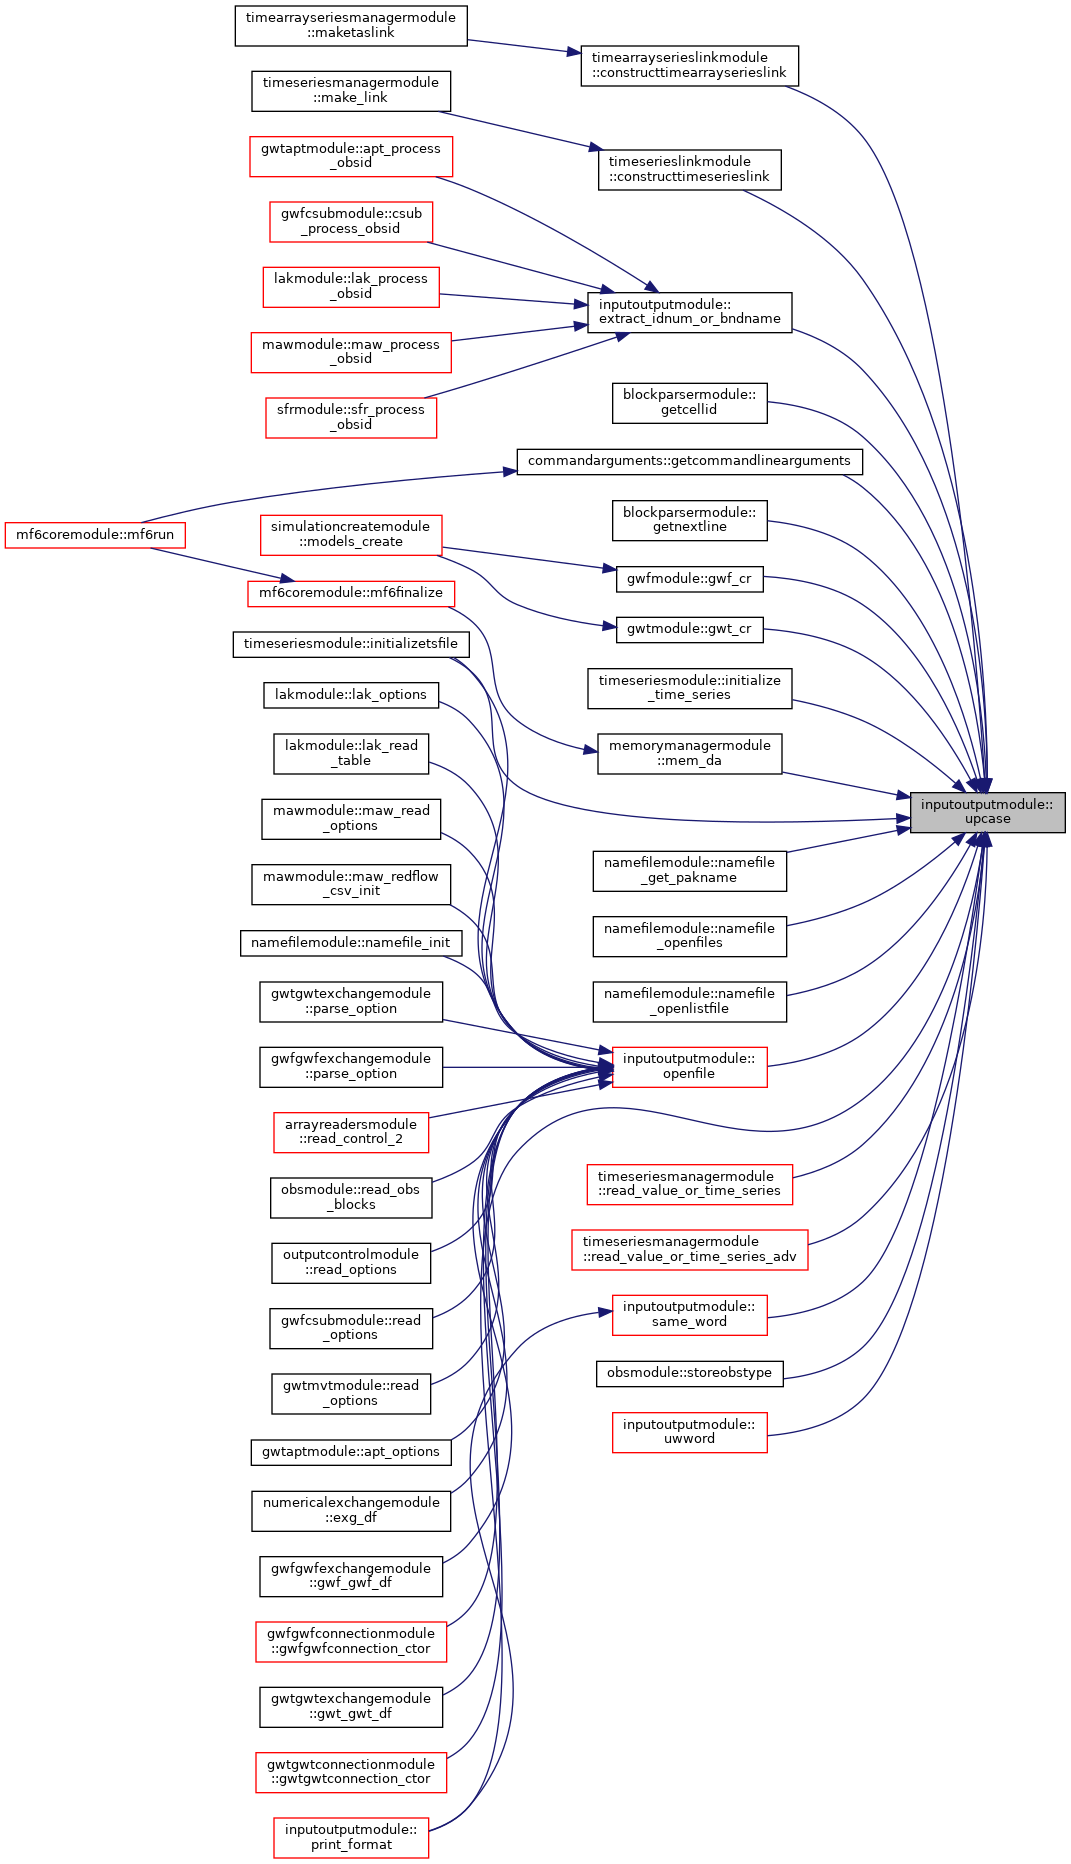 timearrayseriesmanagermodule
::maketaslink
timearrayserieslinkmodule
::constructtimearrayserieslink
timeseriesmanagermodule
::make_link
timeserieslinkmodule
::constructtimeserieslink
gwtaptmodule::apt_process
_obsid
gwfcsubmodule::csub
_process_obsid
lakmodule::lak_process
_obsid
inputoutputmodule::
extract_idnum_or_bndname
mawmodule::maw_process
_obsid
sfrmodule::sfr_process
_obsid
blockparsermodule::
getcellid
commandarguments::getcommandlinearguments
mf6coremodule::mf6run
simulationcreatemodule
::models_create
blockparsermodule::
getnextline
gwfmodule::gwf_cr
mf6coremodule::mf6finalize
gwtmodule::gwt_cr
timeseriesmodule::initializetsfile
timeseriesmodule::initialize
_time_series
lakmodule::lak_options
lakmodule::lak_read
_table
memorymanagermodule
::mem_da
inputoutputmodule::
upcase
mawmodule::maw_read
_options
namefilemodule::namefile
_get_pakname
mawmodule::maw_redflow
_csv_init
namefilemodule::namefile
_openfiles
namefilemodule::namefile_init
gwtgwtexchangemodule
::parse_option
namefilemodule::namefile
_openlistfile
gwfgwfexchangemodule
::parse_option
inputoutputmodule::
openfile
arrayreadersmodule
::read_control_2
obsmodule::read_obs
_blocks
timeseriesmanagermodule
::read_value_or_time_series
outputcontrolmodule
::read_options
timeseriesmanagermodule
::read_value_or_time_series_adv
gwfcsubmodule::read
_options
inputoutputmodule::
same_word
gwtmvtmodule::read
_options
obsmodule::storeobstype
gwtaptmodule::apt_options
inputoutputmodule::
uwword
numericalexchangemodule
::exg_df
gwfgwfexchangemodule
::gwf_gwf_df
gwfgwfconnectionmodule
::gwfgwfconnection_ctor
gwtgwtexchangemodule
::gwt_gwt_df
gwtgwtconnectionmodule
::gwtgwtconnection_ctor
inputoutputmodule::
print_format